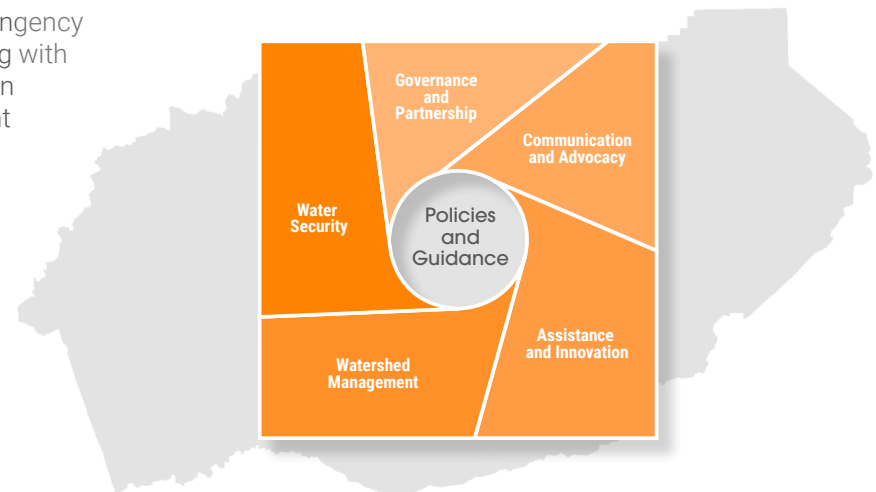 ngency
g with
n
t
Governance
and
Partnership
Communication
and Advocacy
Water
Security
Policies
and
Guidance
Assistance
and Innovation
Watershed
Management